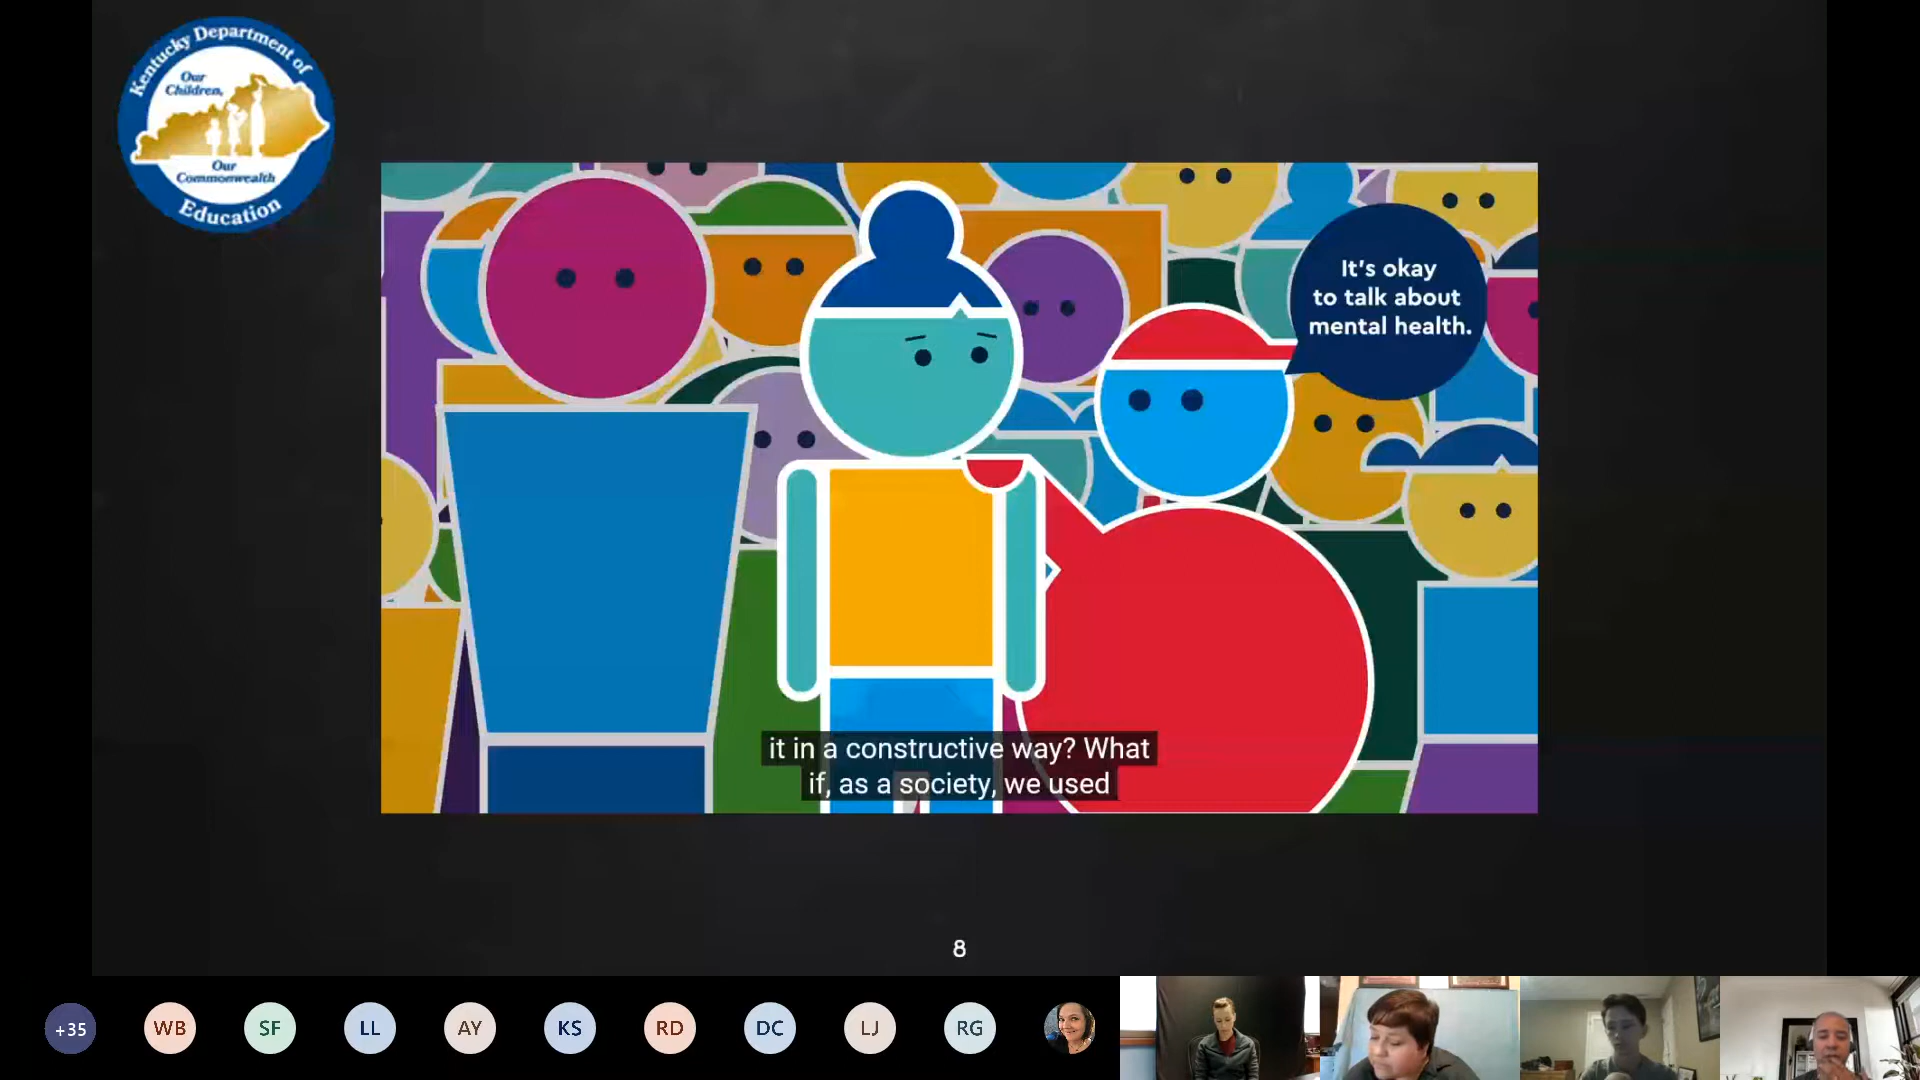 Kentucky Department of
Our
Children,
Our
Commonwealth
Education
It's okay
to talk about
mental health.
it in a constructive way? What
if, as a society, we used
8
+35
WB
SF
LL
AY
KS
RD
DC
LJ
RG